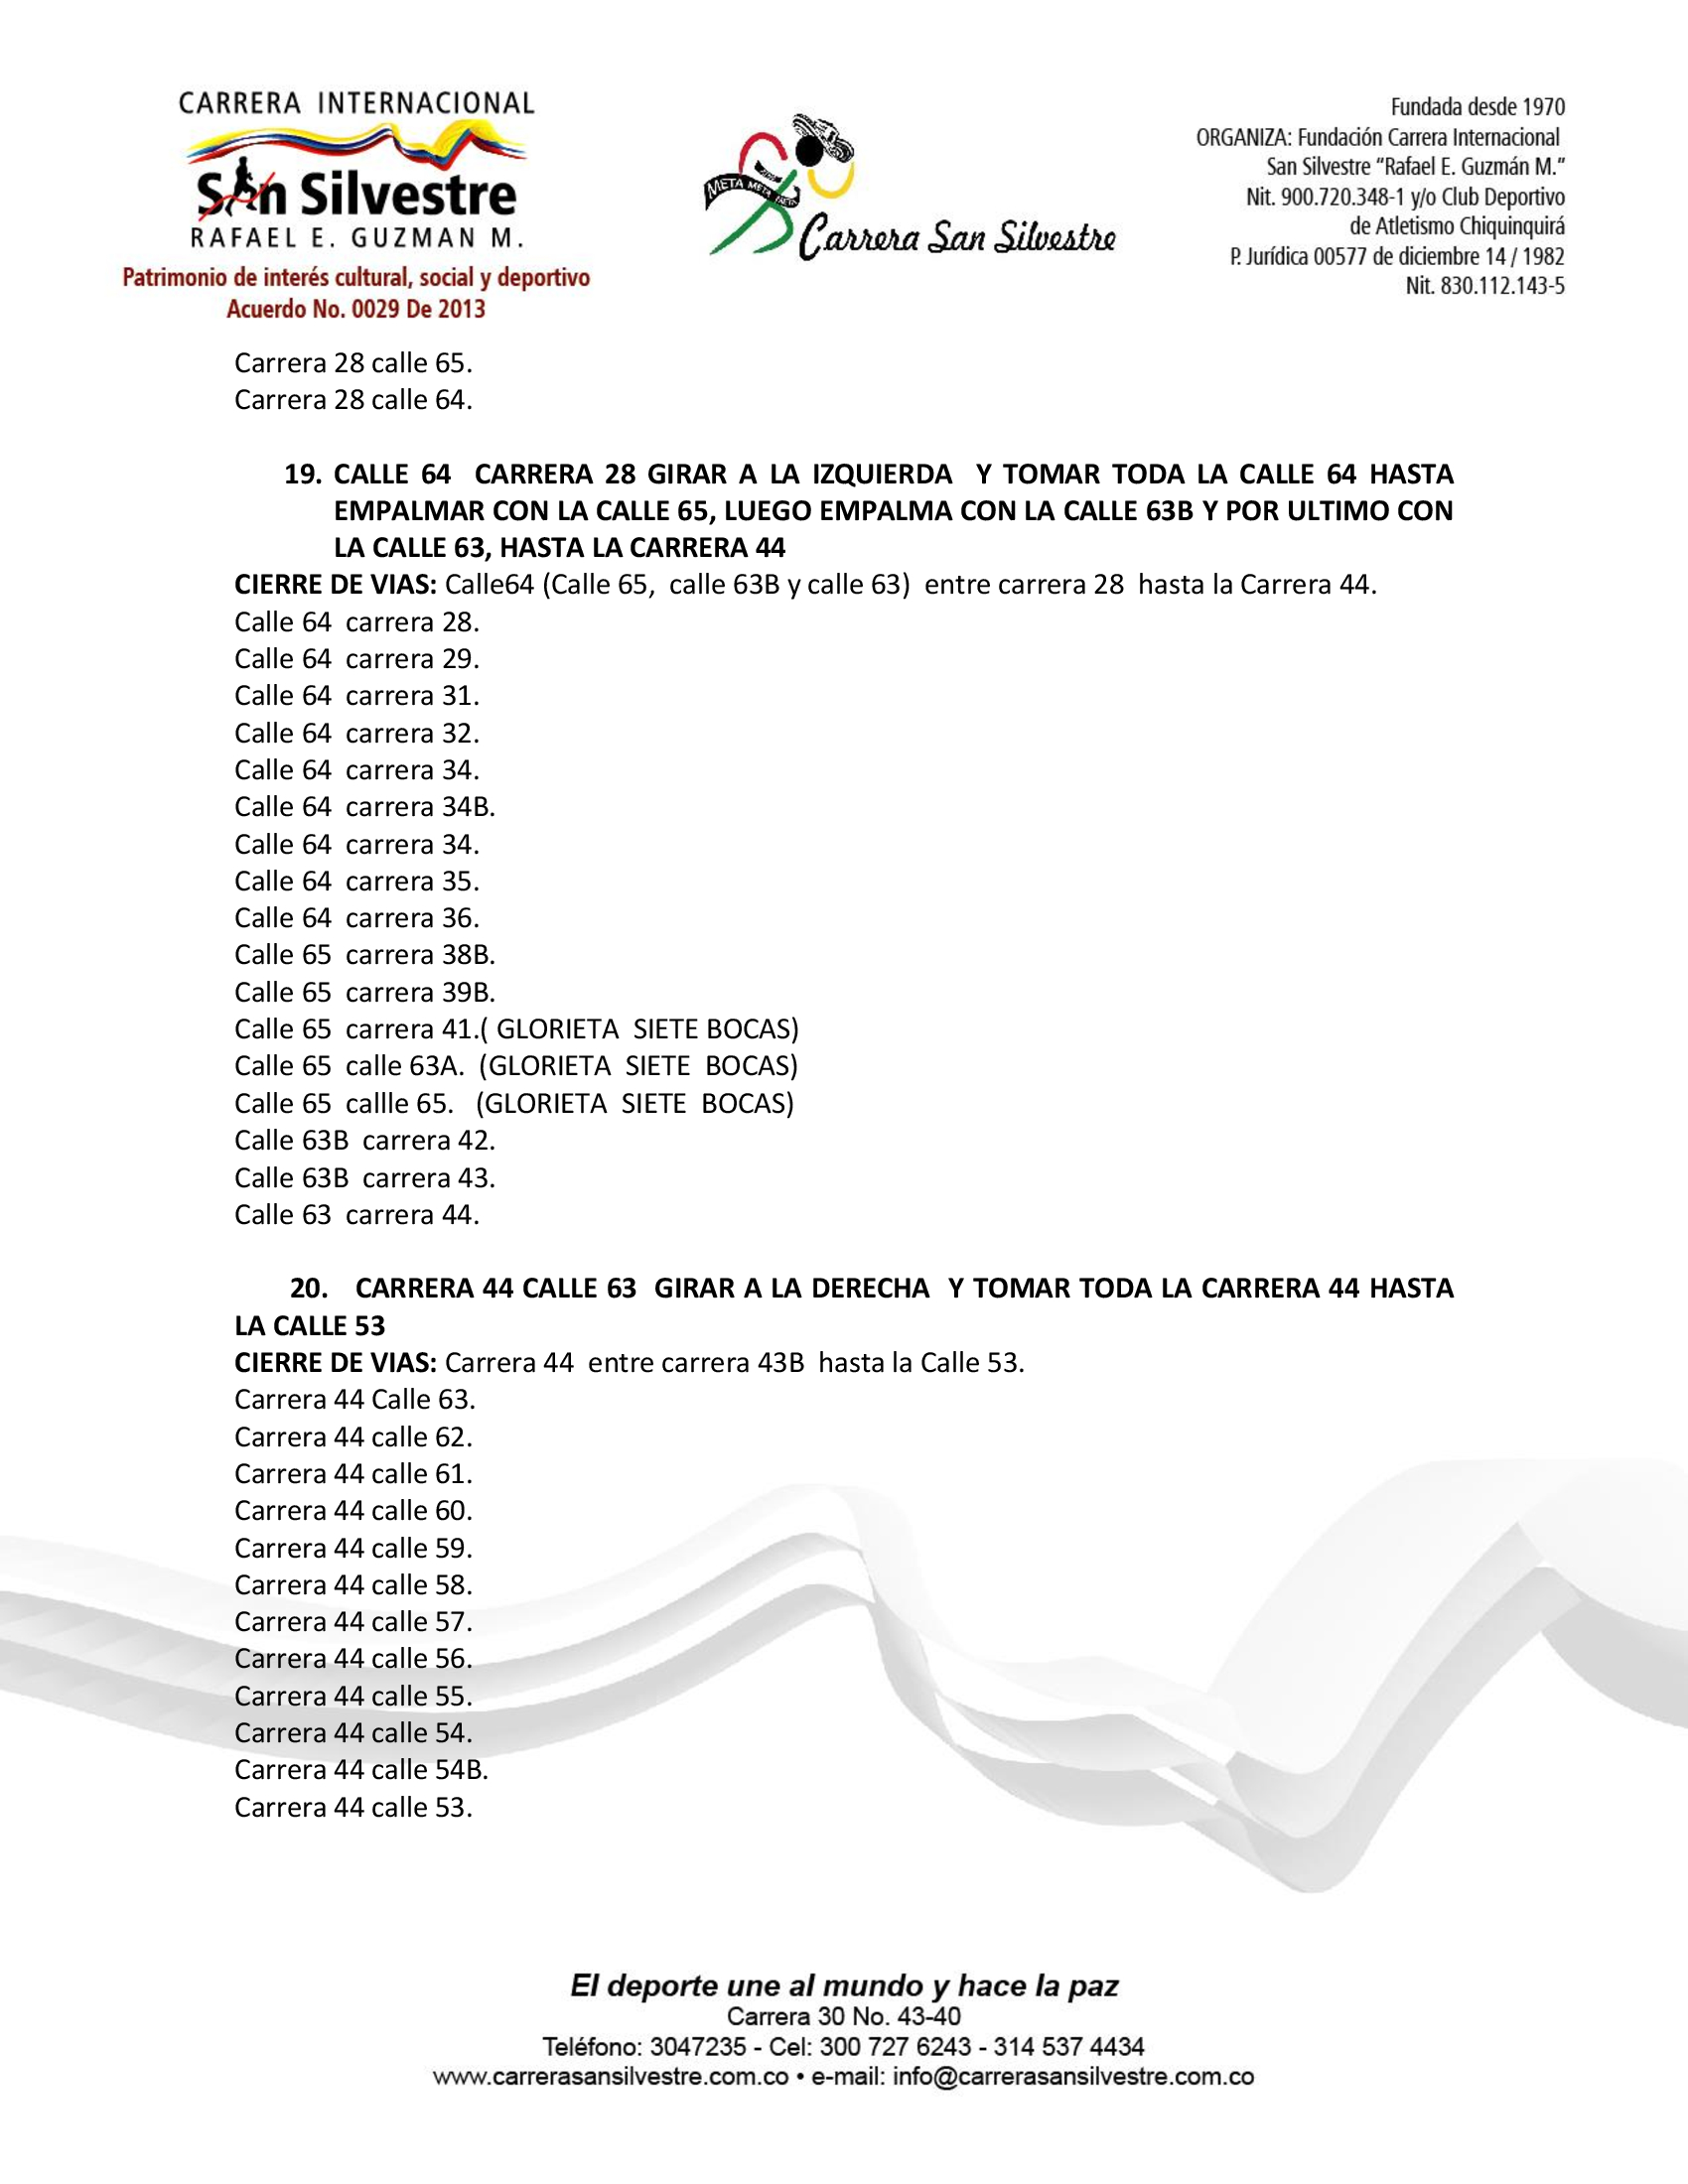 CARRERA INTERNACIONAL
San Silvestre
RAFAEL E. GUZMAN M.
Patrimonio de interés cultural, social y deportivo
Acuerdo No. 0029 De 2013
META META META
Carrera San Silvestre
Fundada desde 1970
ORGANIZA: Fundación Carrera Internacional
San Silvestre “Rafael E. Guzmán M.”
Nit. 900.720.348-1 y/o Club Deportivo
de Atletismo Chiquinquirá
P. Jurídica 00577 de diciembre 14 / 1982
Nit. 830.112.143-5
Carrera 28 calle 65.
Carrera 28 calle 64.
19. CALLE 64 CARRERA 28 GIRAR A LA IZQUIERDA Y TOMAR TODA LA CALLE 64 HASTA
EMPALMAR CON LA CALLE 65, LUEGO EMPALMA CON LA CALLE 63B Y POR ULTIMO CON
LA CALLE 63, HASTA LA CARRERA 44
CIERRE DE VIAS: Calle64 (Calle 65, calle 63B y calle 63) entre carrera 28 hasta la Carrera 44.
Calle 64 carrera 28.
Calle 64 carrera 29.
Calle 64 carrera 31.
Calle 64 carrera 32.
Calle 64 carrera 34.
Calle 64 carrera 34B.
Calle 64 carrera 34.
Calle 64 carrera 35.
Calle 64 carrera 36.
Calle 65 carrera 38B.
Calle 65 carrera 39B.
Calle 65 carrera 41.( GLORIETA SIETE BOCAS)
Calle 65 calle 63A. (GLORIETA SIETE BOCAS)
Calle 65 callle 65. (GLORIETA SIETE BOCAS)
Calle 63B carrera 42.
Calle 63B carrera 43.
Calle 63 carrera 44.
20. CARRERA 44 CALLE 63 GIRAR A LA DERECHA Y TOMAR TODA LA CARRERA 44 HASTA
LA CALLE 53
CIERRE DE VIAS: Carrera 44 entre carrera 43B hasta la Calle 53.
Carrera 44 Calle 63.
Carrera 44 calle 62.
Carrera 44 calle 61.
Carrera 44 calle 60.
Carrera 44 calle 59.
Carrera 44 calle 58.
Carrera 44 calle 57.
Carrera 44 calle 56.
Carrera 44 calle 55.
Carrera 44 calle 54.
Carrera 44 calle 54B.
Carrera 44 calle 53.
El deporte une al mundo y hace la paz
Carrera 30 No. 43-40
Teléfono: 3047235 - Cel: 300 727 6243 - 314 537 4434
www.carrerasansilvestre.com.co • e-mail: info@carrerasansilvestre.com.co